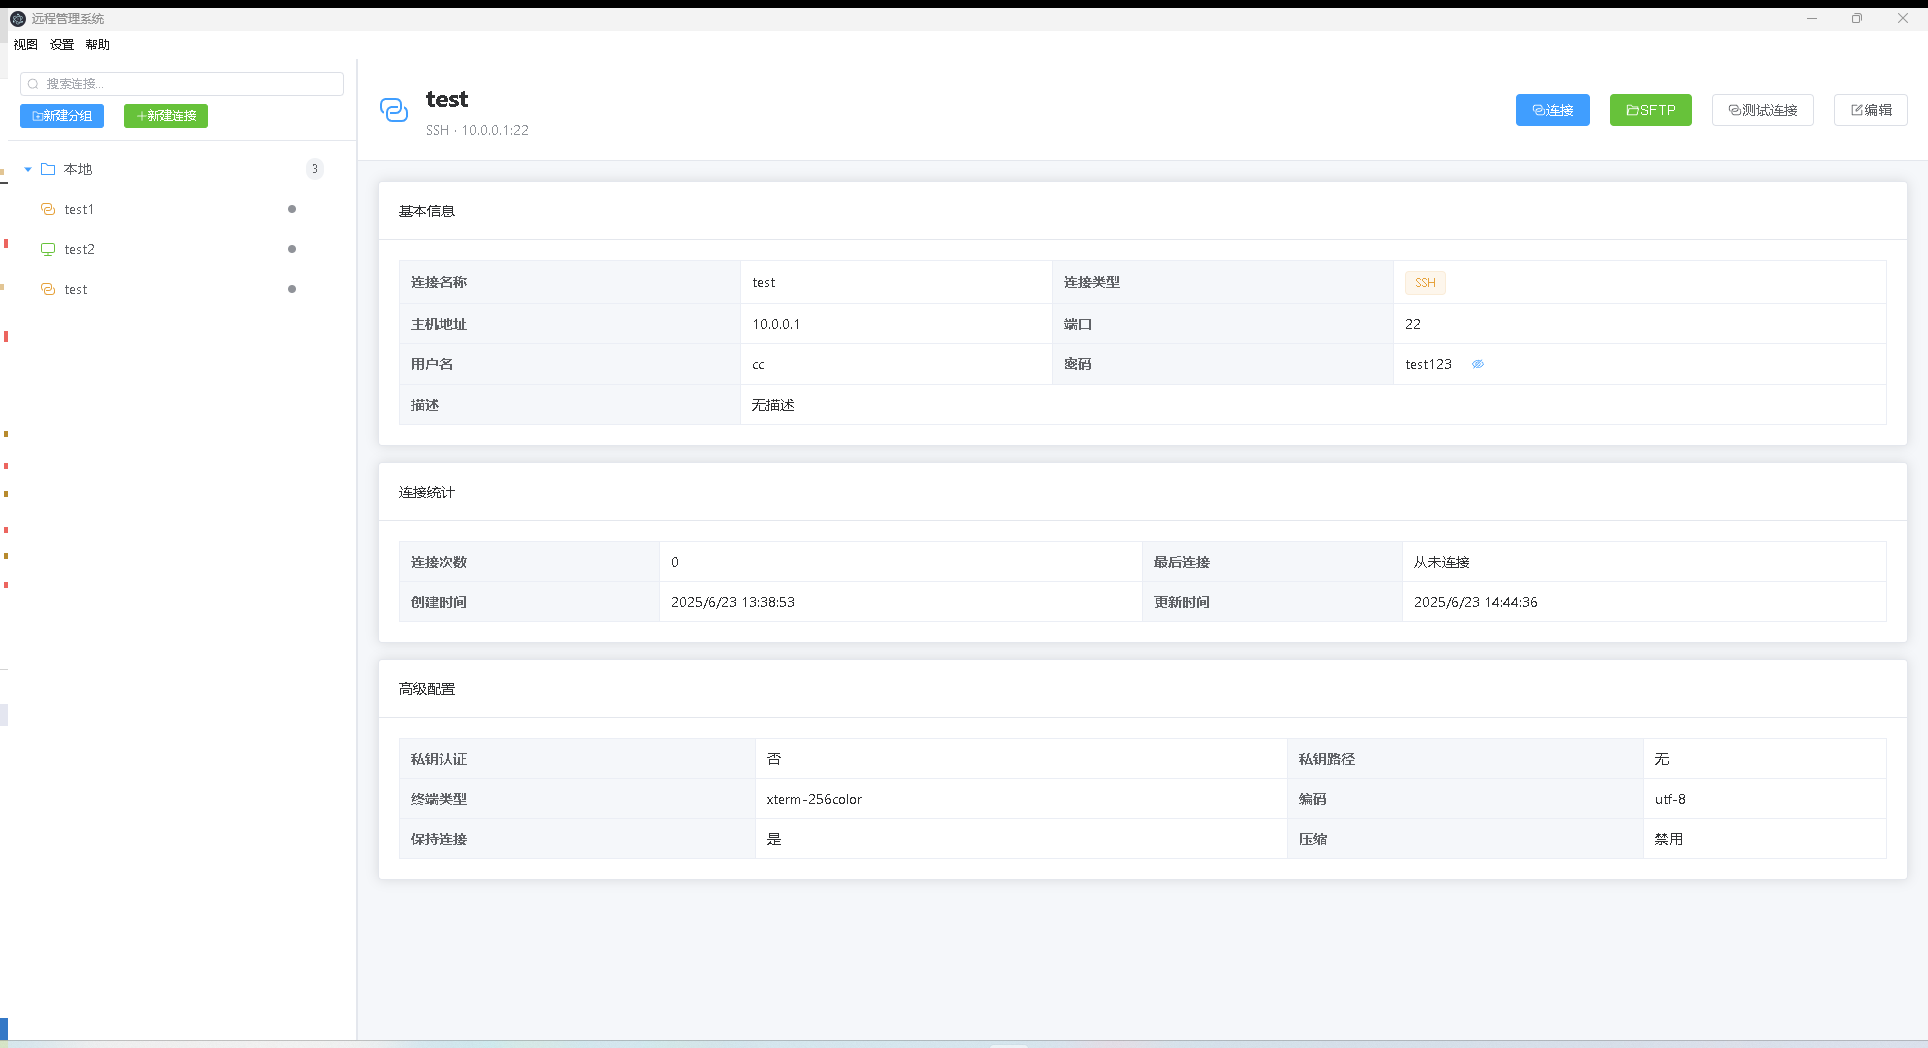 远程管理系统
视图 设置 帮助
搜索连接...
新建分组 +新建连接
本地 3
test1
test2
test
test
SSH · 10.0.0.1:22
连接 SFTP 测试连接 编辑
基本信息
连接名称 test 连接类型 SSH
主机地址 10.0.0.1 端口 22
用户名 cc 密码 test123
描述 无描述
连接统计
连接次数 0 最后连接 从未连接
创建时间 2025/6/23 13:38:53 更新时间 2025/6/23 14:44:36
高级配置
私钥认证 否 私钥路径 无
终端类型 xterm-256color 编码 utf-8
保持连接 是 压缩 禁用